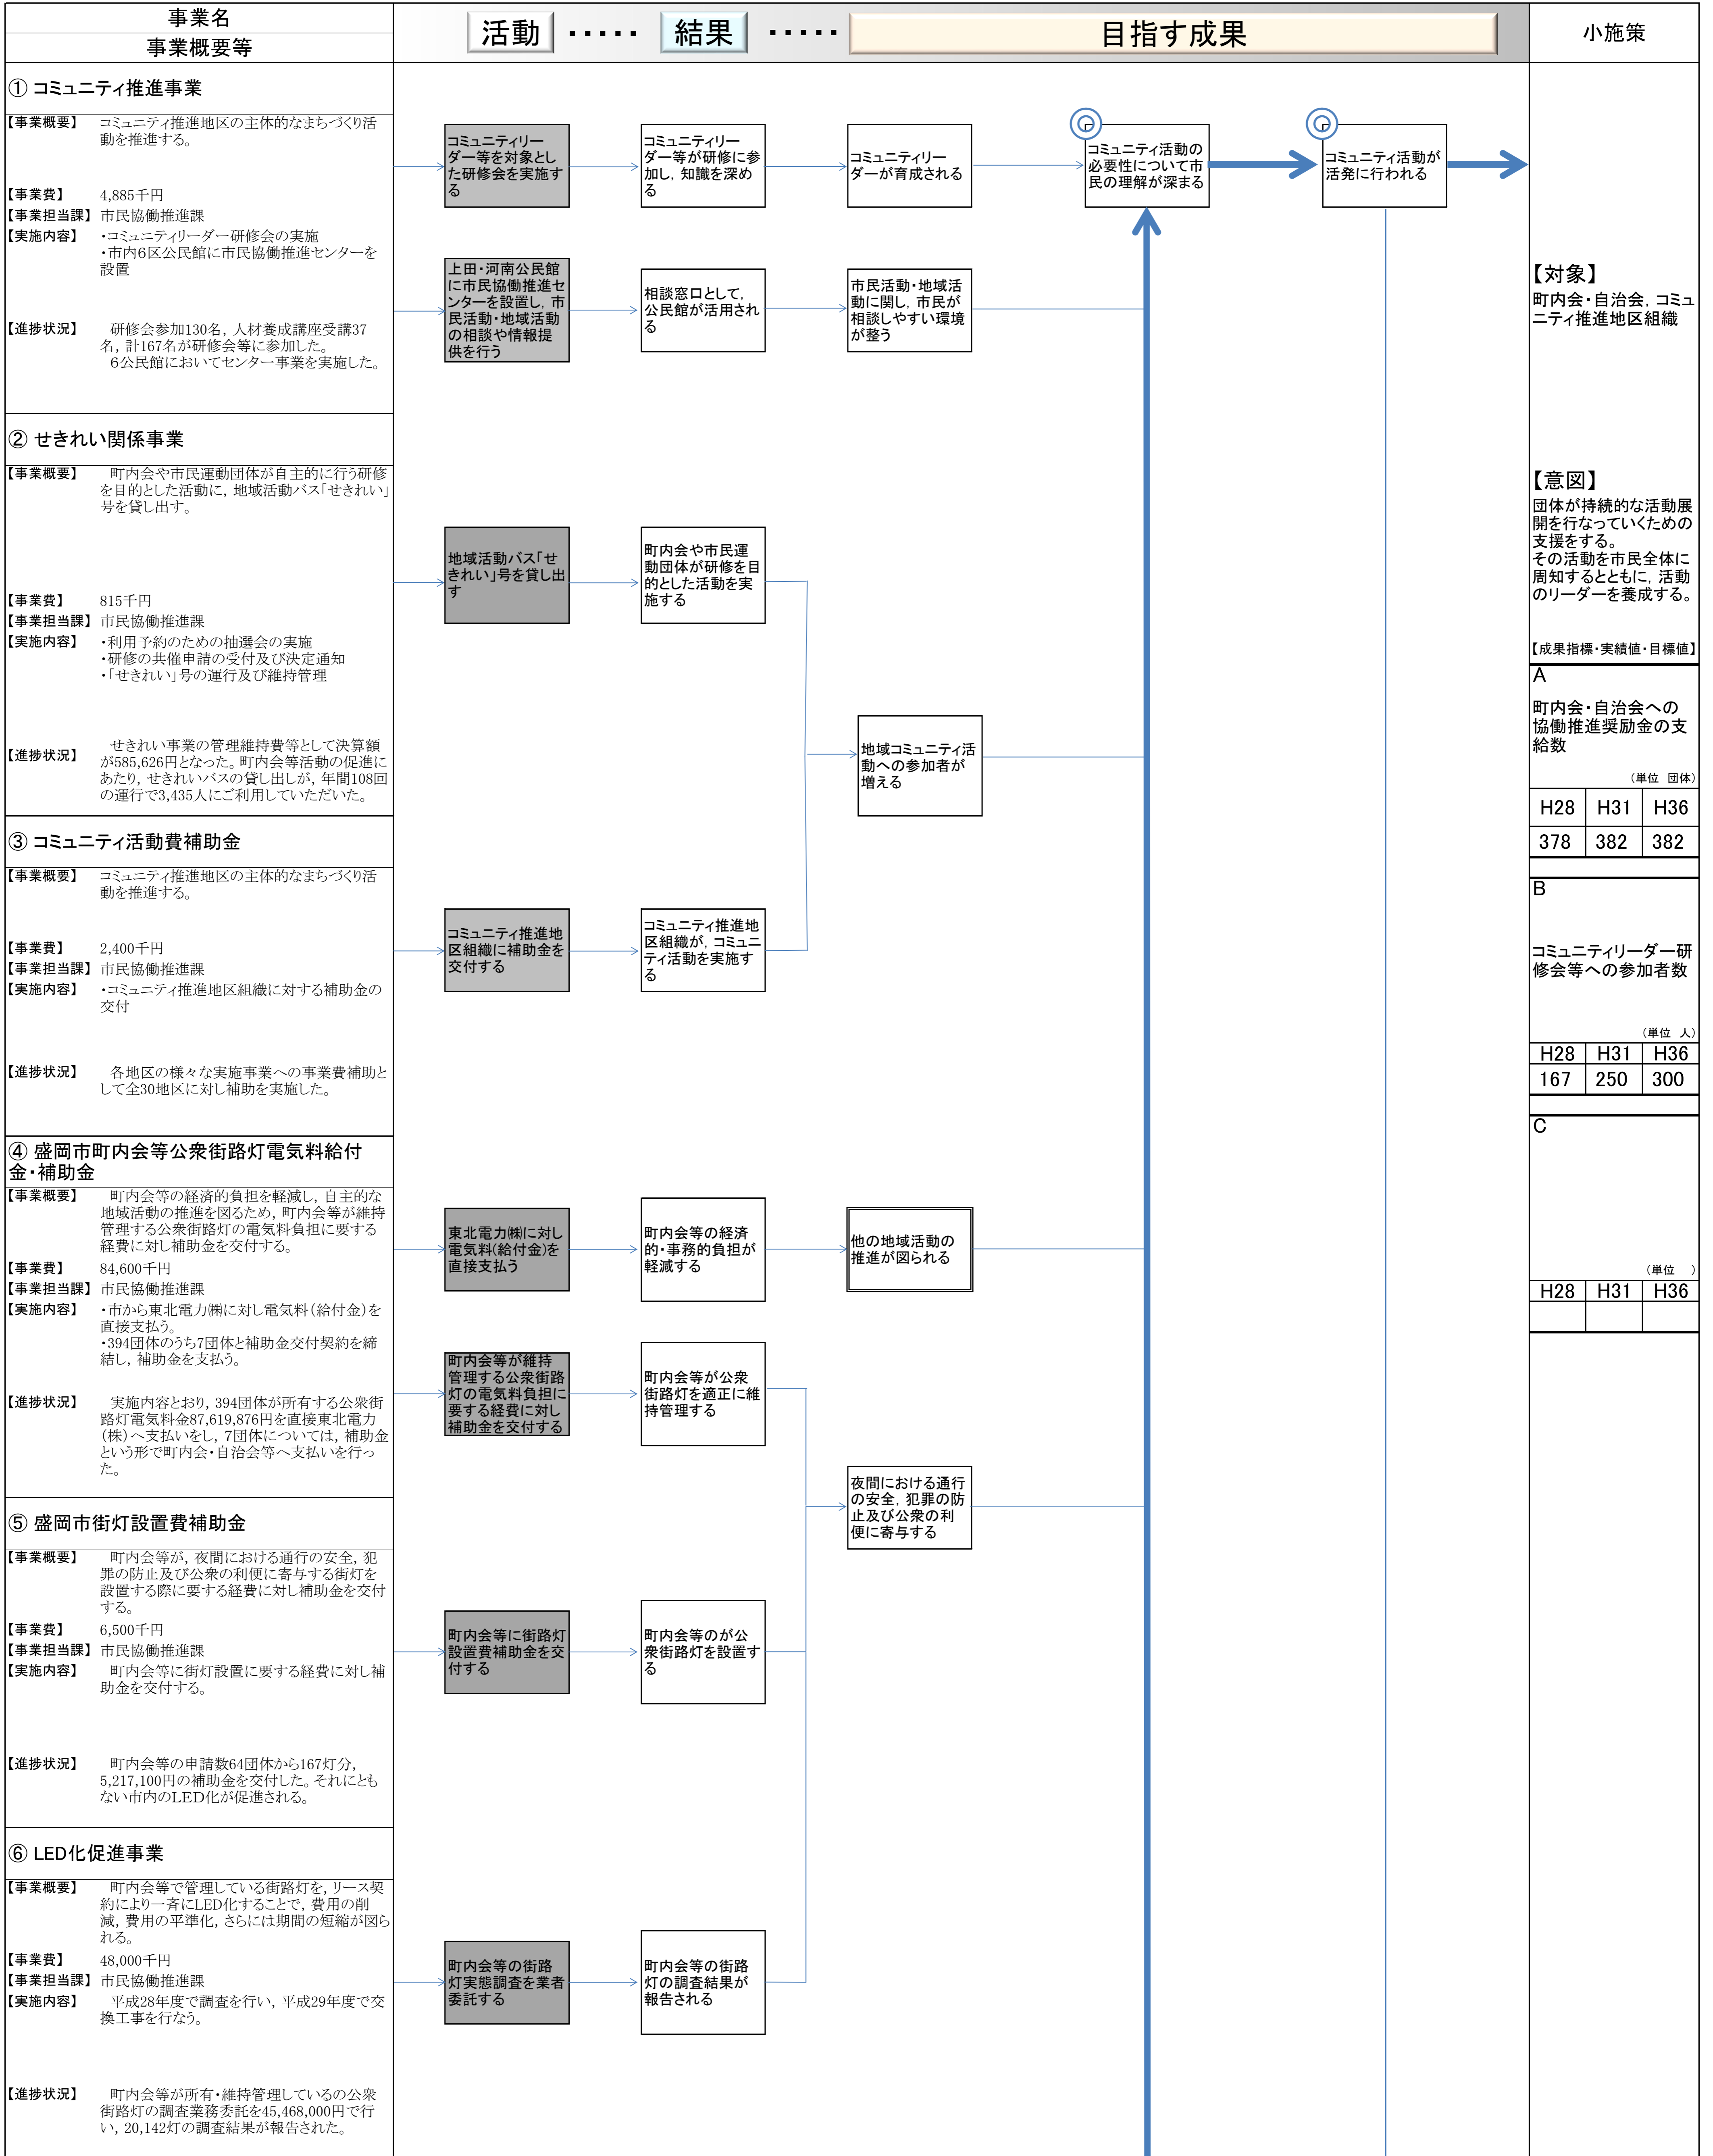 事業名
事業概要等
活動 ・・・・・ 結果 ・・・・・ 目指す成果
小施策
① コミュニティ推進事業
【事業概要】 コミュニティ推進地区の主体的なまちづくり活
動を推進する。
【事業費】 4,885千円
【事業担当課】 市民協働推進課
【実施内容】 ・コミュニティリーダー研修会の実施
・市内6区公民館に市民協働推進センターを
設置
【進捗状況】 研修会参加130名，人材養成講座受講37
名，計167名が研修会等に参加した。
6公民館においてセンター事業を実施した。
コミュニティリー
ダー等を対象とし
た研修会を実施す
る
コミュニティリー
ダー等が研修に参
加し，知識を深め
る
コミュニティリー
ダーが育成される
コミュニティ活動の
必要性について市
民の理解が深まる
コミュニティ活動が
活発に行われる
上田・河南公民館
に市民協働推進セ
ンターを設置し，市
民活動・地域活動
の相談や情報提
供を行う
相談窓口として，
公民館が活用され
る
市民活動・地域活
動に関し，市民が
相談しやすい環境
が整う
② せきれい関係事業
【事業概要】 町内会や市民運動団体が自主的に行う研修
を目的とした活動に，地域活動バス「せきれい」
号を貸し出す。
【事業費】 815千円
【事業担当課】 市民協働推進課
【実施内容】 ・利用予約のための抽選会の実施
・研修の共催申請の受付及び決定通知
・「せきれい」号の運行及び維持管理
【進捗状況】 せきれい事業の管理維持費等として決算額
が585,626円となった。町内会等活動の促進に
あたり，せきれいバスの貸し出しが，年間108回
の運行で3,435人にご利用していただいた。
地域活動バス「せ
きれい」号を貸し出
す
町内会や市民運
動団体が研修を目
的とした活動を実
施する
地域コミュニティ活
動への参加者が
増える
③ コミュニティ活動費補助金
【事業概要】 コミュニティ推進地区の主体的なまちづくり活
動を推進する。
【事業費】 2,400千円
【事業担当課】 市民協働推進課
【実施内容】 ・コミュニティ推進地区組織に対する補助金の
交付
【進捗状況】 各地区の様々な実施事業への事業費補助と
して全30地区に対し補助を実施した。
コミュニティ推進地
区組織に補助金を
交付する
コミュニティ推進地
区組織が，コミュニ
ティ活動を実施す
る
④ 盛岡市町内会等公衆街路灯電気料給付
金・補助金
【事業概要】 町内会等の経済的負担を軽減し，自主的な
地域活動の推進を図るため，町内会等が維持
管理する公衆街路灯の電気料負担に要する
経費に対し補助金を交付する。
【事業費】 84,600千円
【事業担当課】 市民協働推進課
【実施内容】 ・市から東北電力㈱に対し電気料（給付金）を
直接支払う。
・394団体のうち7団体と補助金交付契約を締
結し，補助金を支払う。
【進捗状況】 実施内容とおり，394団体が所有する公衆街
路灯電気料金87,619,876円を直接東北電力
（株）へ支払いをし，7団体については，補助金
という形で町内会・自治会等へ支払いを行っ
た。
東北電力㈱に対し
電気料(給付金)を
直接支払う
町内会等の経済
的・事務的負担が
軽減する
他の地域活動の
推進が図られる
町内会等が維持
管理する公衆街路
灯の電気料負担に
要する経費に対し
補助金を交付する
町内会等が公衆
街路灯を適正に維
持管理する
夜間における通行
の安全，犯罪の防
止及び公衆の利
便に寄与する
⑤ 盛岡市街灯設置費補助金
【事業概要】 町内会等が，夜間における通行の安全，犯
罪の防止及び公衆の利便に寄与する街灯を
設置する際に要する経費に対し補助金を交付
する。
【事業費】 6,500千円
【事業担当課】 市民協働推進課
【実施内容】 町内会等に街灯設置に要する経費に対し補
助金を交付する。
【進捗状況】 町内会等の申請数64団体から167灯分，
5,217,100円の補助金を交付した。それにとも
ない市内のLED化が促進される。
町内会等に街路灯
設置費補助金を交
付する
町内会等のが公
衆街路灯を設置す
る
⑥ LED化促進事業
【事業概要】 町内会等で管理している街路灯を，リース契
約により一斉にLED化することで，費用の削
減，費用の平準化，さらには期間の短縮が図ら
れる。
【事業費】 48,000千円
【事業担当課】 市民協働推進課
【実施内容】 平成28年度で調査を行い，平成29年度で交
換工事を行なう。
【進捗状況】 町内会等が所有・維持管理しているの公衆
街路灯の調査業務委託を45,468,000円で行
い，20,142灯の調査結果が報告された。
町内会等の街路
灯実態調査を業者
委託する
町内会等の街路
灯の調査結果が
報告される
【対象】
町内会・自治会，コミュ
ニティ推進地区組織
【意図】
団体が持続的な活動展
開を行なっていくための
支援をする。
その活動を市民全体に
周知するとともに，活動
のリーダーを養成する。
【成果指標・実績値・目標値】
A
町内会・自治会への
協働推進奨励金の支
給数
（単位 団体）
H28 H31 H36
378 382 382
B
コミュニティリーダー研
修会等への参加者数
（単位 人）
H28 H31 H36
167 250 300
C
（単位 ）
H28 H31 H36